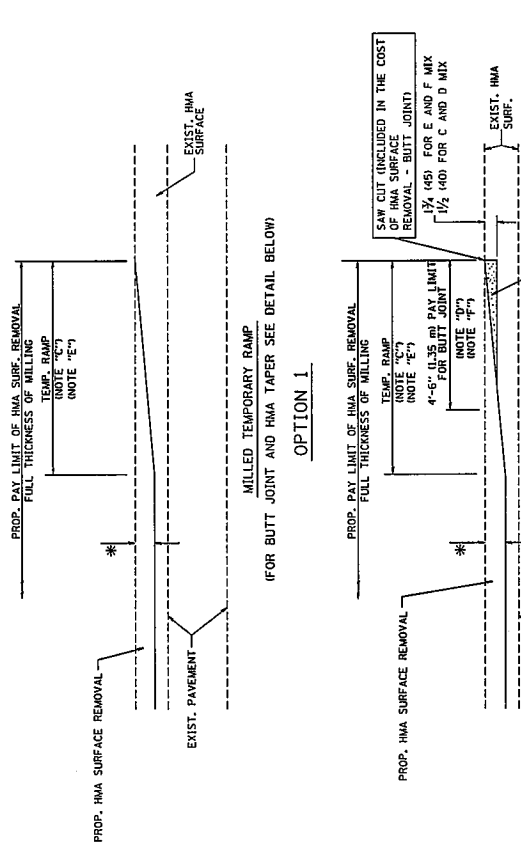 PROP. PAY LIMIT OF HMA SURF. REMOVAL
FULL THICKNESS OF MILLING
TEMP. RAMP
(NOTE "C")
(NOTE "E")
*
PROP. HMA SURFACE REMOVAL
EXIST. PAVEMENT
EXIST. HMA
SURFACE
MILLED TEMPORARY RAMP
(FOR BUTT JOINT AND HMA TAPER SEE DETAIL BELOW)
OPTION 1
PROP. PAY LIMIT OF HMA SURF. REMOVAL
FULL THICKNESS OF MILLING
TEMP. RAMP
(NOTE "C")
(NOTE "E")
4'-6" (1.35 m) PAY LIMIT
FOR BUTT JOINT
(NOTE "D")
(NOTE "F")
SAW CUT (INCLUDED IN THE COST
OF HMA SURFACE
REMOVAL - BUTT JOINT)
1¾ (45) FOR E AND F MIX
1½ (40) FOR C AND D MIX
*
PROP. HMA SURFACE REMOVAL
EXIST. HMA
SURF.